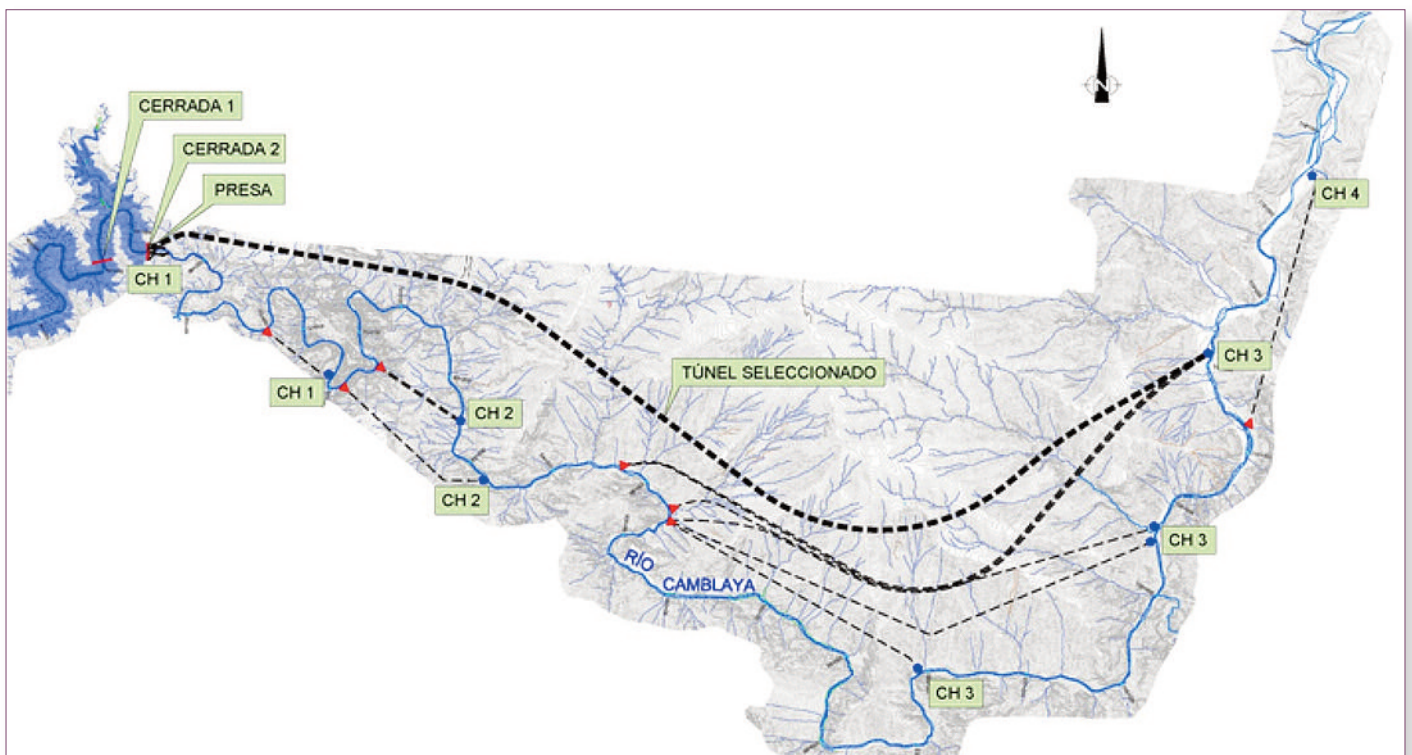 CERRADA 1
CERRADA 2
PRESA
N
CH 1
CH 4
CH 3
TÚNEL SELECCIONADO
CH 1
CH 2
CH 2
CH 3
RÍO CAMBLAYA
CH 3